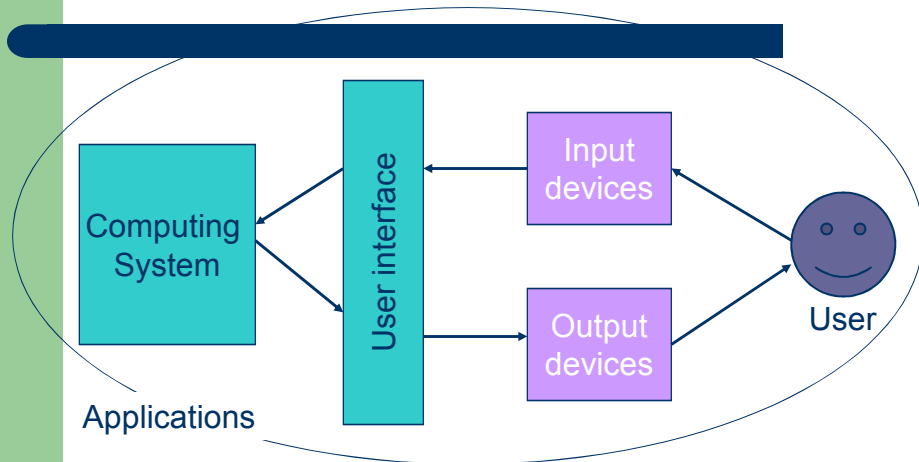 Computing
System
User interface
Input
devices
Output
devices
User
Applications